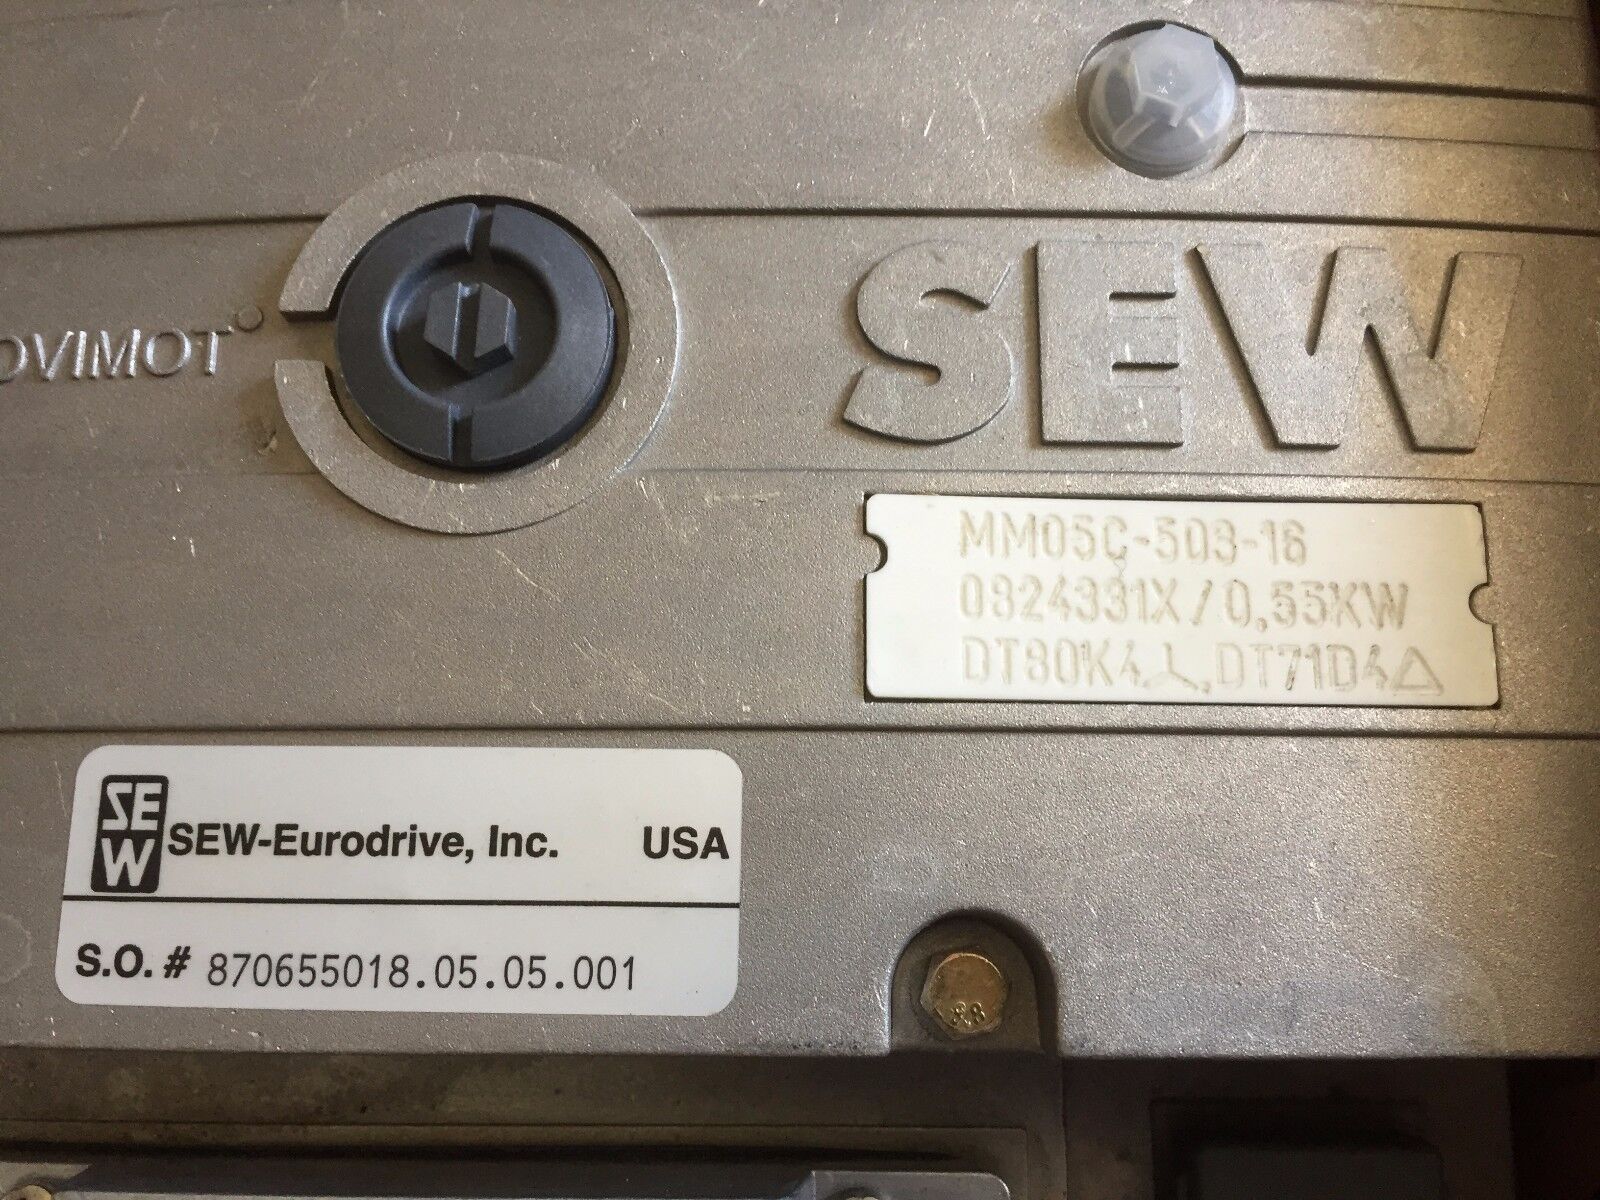 OVIMOT®
SEW
MM05C-503-16
0824331X/0,55KW
DT80K4⅄,DT71D4△
SEW
SEW-Eurodrive, Inc. USA
S.O. # 870655018.05.05.001
8.8